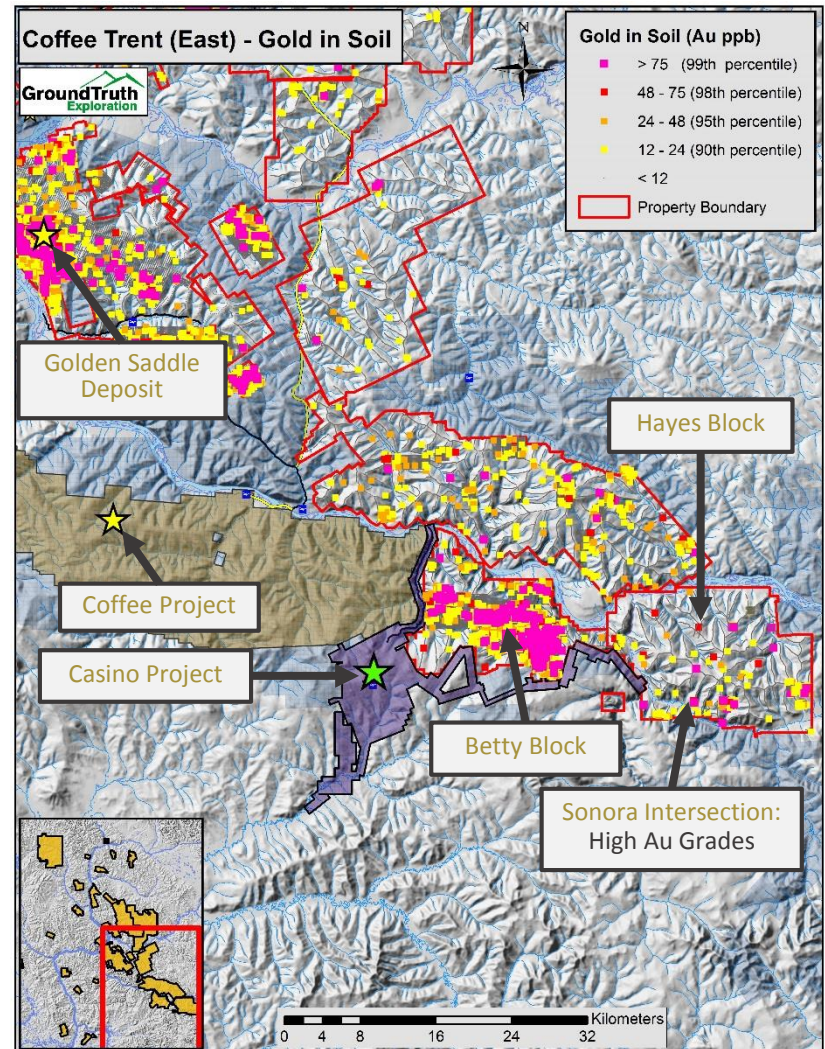 Coffee Trent (East) - Gold in Soil
GroundTruth
Exploration
N
Gold in Soil (Au ppb)
> 75 (99th percentile)
48 - 75 (98th percentile)
24 - 48 (95th percentile)
12 - 24 (90th percentile)
< 12
Property Boundary
Golden Saddle
Deposit
Hayes Block
Coffee Project
Casino Project
Betty Block
Sonora Intersection:
High Au Grades
Kilometers
0 4 8 16 24 32